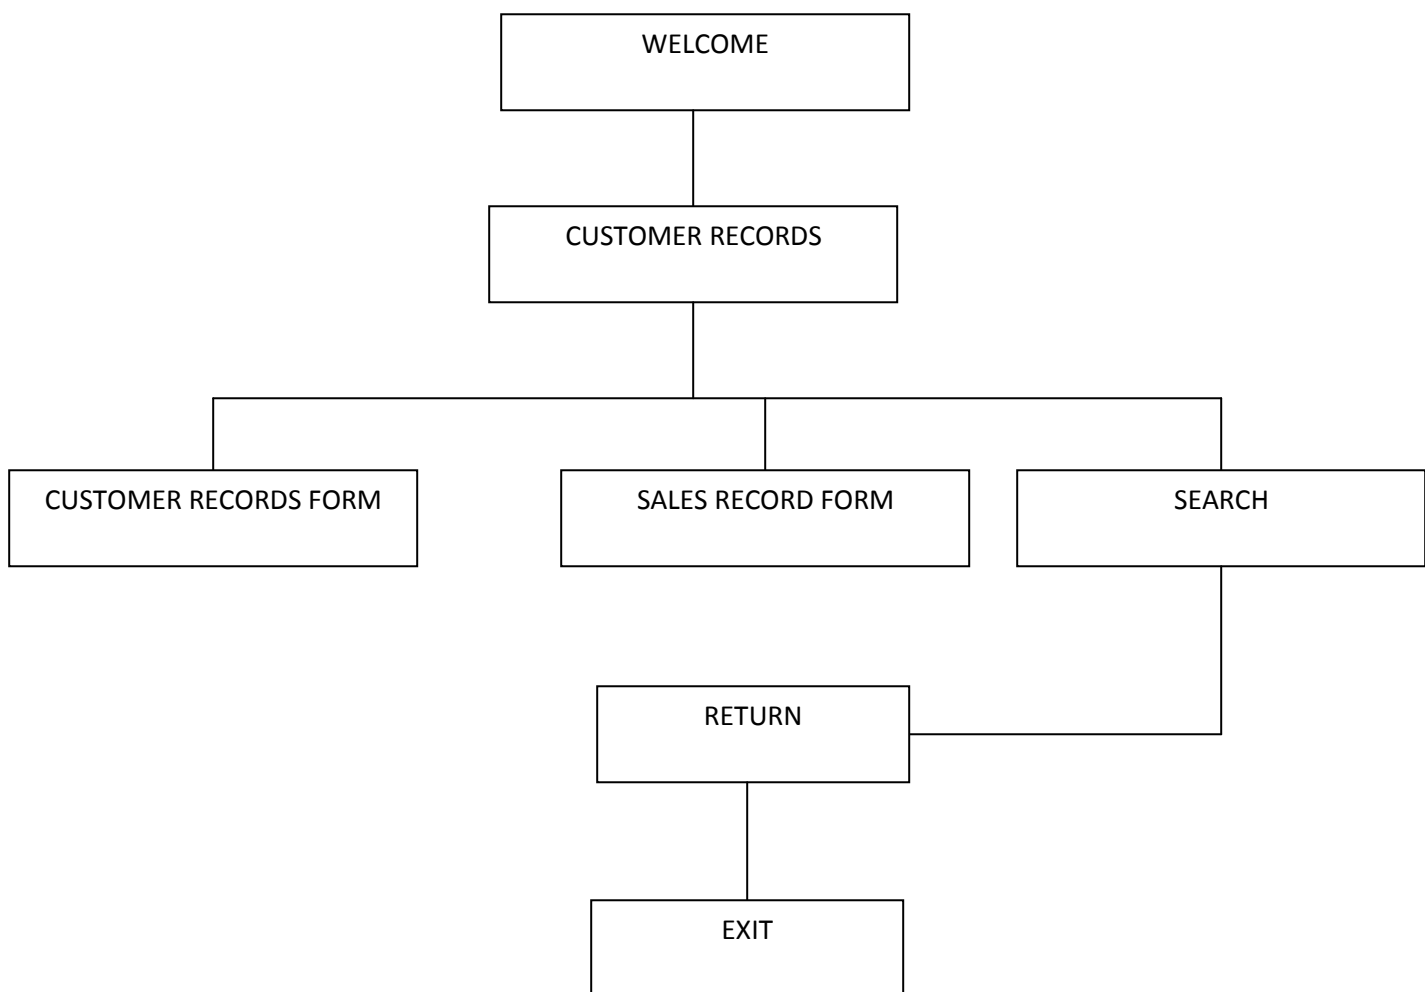 WELCOME
CUSTOMER RECORDS
CUSTOMER RECORDS FORM
SALES RECORD FORM
SEARCH
RETURN
EXIT